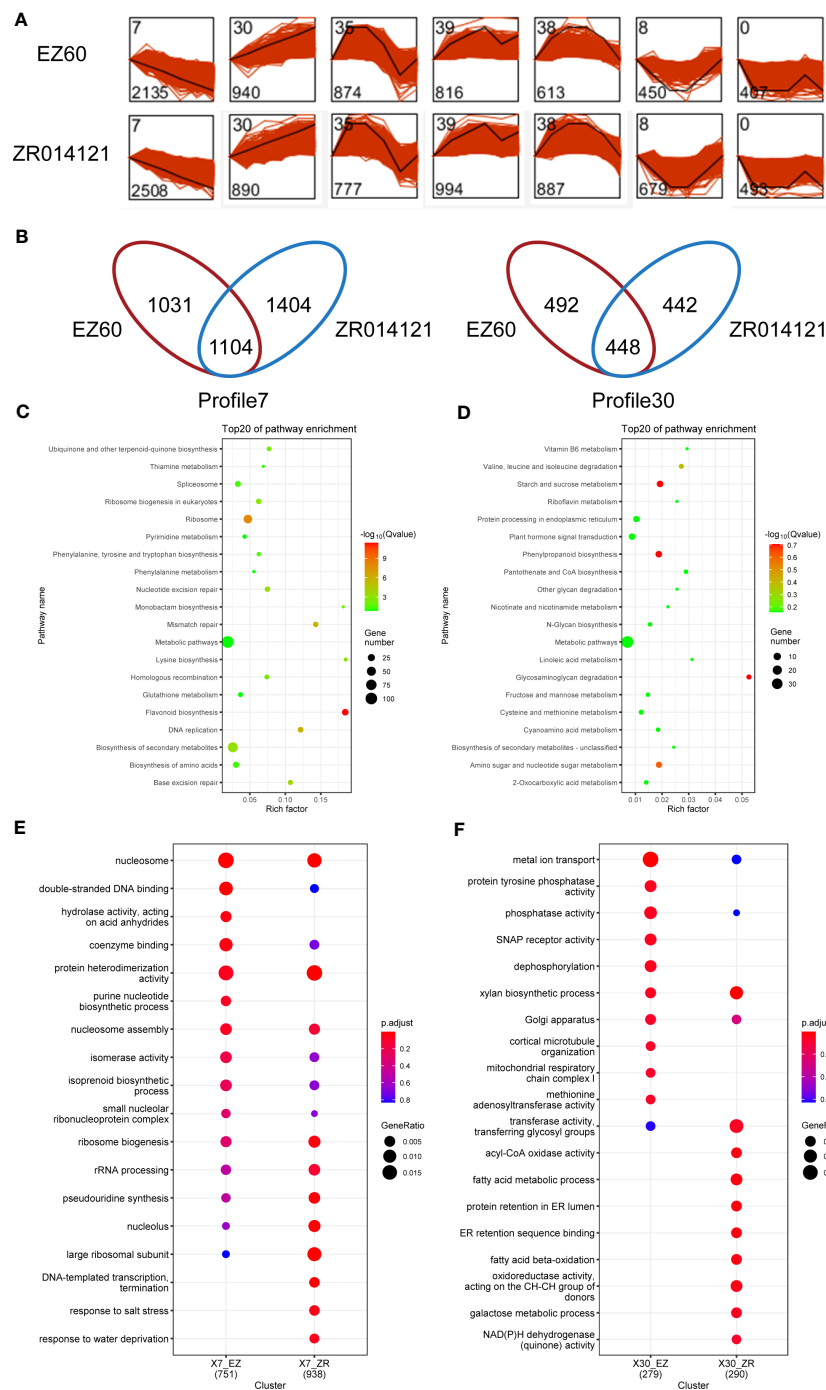 A
EZ60
7
2135
30
940
35
874
39
816
38
613
8
450
0
407
ZR014121
7
2508
30
890
35
777
39
994
38
887
8
679
0
493
B
1031
1404
EZ60
ZR014121
1104
Profile7
492
442
EZ60
ZR014121
448
Profile30
C
Top20 of pathway enrichment
Pathway name
Ubiquinone and other terpenoid-quinone biosynthesis
Thiamine metabolism
Spliceosome
Ribosome biogenesis in eukaryotes
Ribosome
Pyrimidine metabolism
Phenylalanine, tyrosine and tryptophan biosynthesis
Phenylalanine metabolism
Nucleotide excision repair
Monobactam biosynthesis
Mismatch repair
Metabolic pathways
Lysine biosynthesis
Homologous recombination
Glutathione metabolism
Flavonoid biosynthesis
DNA replication
Biosynthesis of secondary metabolites
Biosynthesis of amino acids
Base excision repair
0.05 0.10 0.15
Rich factor
-log10(Qvalue)
9
6
3
Gene
number
25
50
75
100
D
Top20 of pathway enrichment
Pathway name
Vitamin B6 metabolism
Valine, leucine and isoleucine degradation
Starch and sucrose metabolism
Riboflavin metabolism
Protein processing in endoplasmic reticulum
Plant hormone signal transduction
Phenylpropanoid biosynthesis
Pantothenate and CoA biosynthesis
Other glycan degradation
Nicotinate and nicotinamide metabolism
N-Glycan biosynthesis
Metabolic pathways
Linoleic acid metabolism
Glycosaminoglycan degradation
Fructose and mannose metabolism
Cysteine and methionine metabolism
Cyanoamino acid metabolism
Biosynthesis of secondary metabolites - unclassified
Amino sugar and nucleotide sugar metabolism
2-Oxocarboxylic acid metabolism
0.01 0.02 0.03 0.04 0.05
Rich factor
-log10(Qvalue)
0.7
0.6
0.5
0.4
0.3
0.2
Gene
number
10
20
30
E
nucleosome
double-stranded DNA binding
hydrolase activity, acting
on acid anhydrides
coenzyme binding
protein heterodimerization
activity
purine nucleotide
biosynthetic process
nucleosome assembly
isomerase activity
isoprenoid biosynthetic
process
small nucleolar
ribonucleoprotein complex
ribosome biogenesis
rRNA processing
pseudouridine synthesis
nucleolus
large ribosomal subunit
DNA-templated transcription,
termination
response to salt stress
response to water deprivation
X7_EZ
(751)
X7_ZR
(938)
Cluster
p.adjust
0.2
0.4
0.6
0.8
GeneRatio
0.005
0.010
0.015
F
metal ion transport
protein tyrosine phosphatase
activity
phosphatase activity
SNAP receptor activity
dephosphorylation
xylan biosynthetic process
Golgi apparatus
cortical microtubule
organization
mitochondrial respiratory
chain complex I
methionine
adenosyltransferase activity
transferase activity,
transferring glycosyl groups
acyl-CoA oxidase activity
fatty acid metabolic process
protein retention in ER lumen
ER retention sequence binding
fatty acid beta-oxidation
oxidoreductase activity,
acting on the CH-CH group of
donors
galactose metabolic process
NAD(P)H dehydrogenase
(quinone) activity
X30_EZ
(279)
X30_ZR
(290)
Cluster